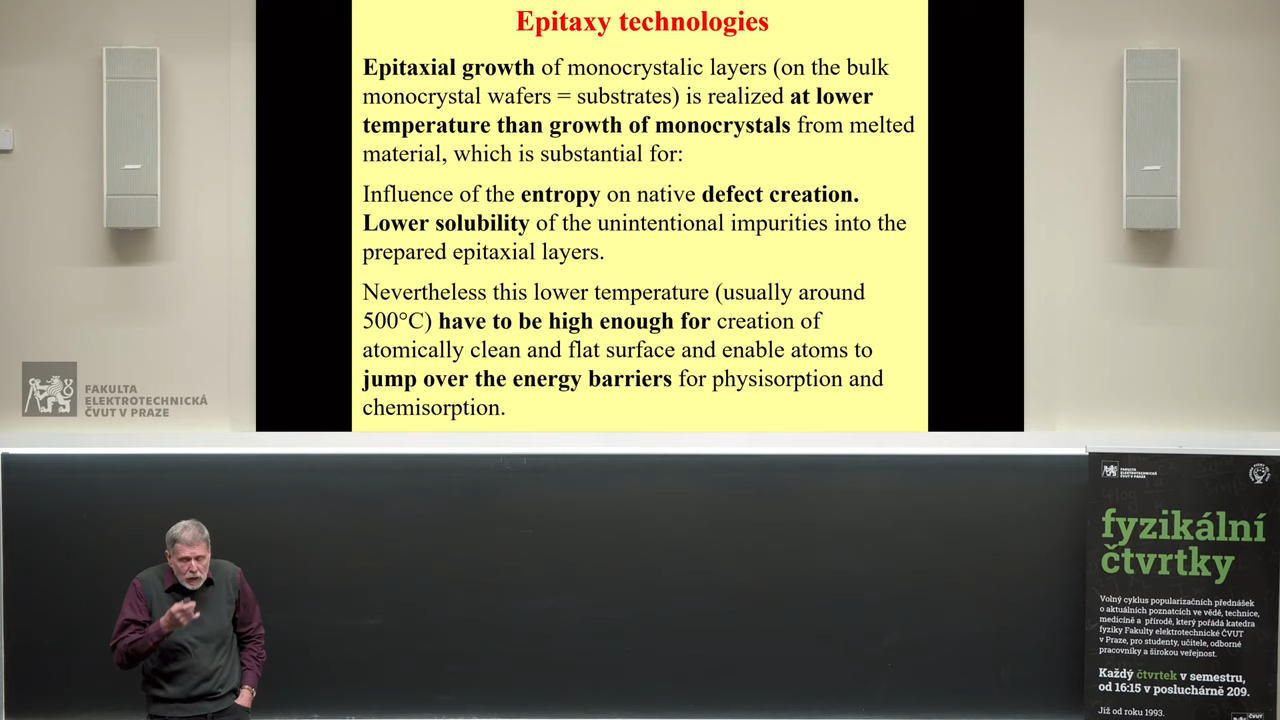 Epitaxy technologies
Epitaxial growth of monocrystalic layers (on the bulk
monocrystal wafers = substrates) is realized at lower
temperature than growth of monocrystals from melted
material, which is substantial for:
Influence of the entropy on native defect creation.
Lower solubility of the unintentional impurities into the
prepared epitaxial layers.
Nevertheless this lower temperature (usually around
500°C) have to be high enough for creation of
atomically clean and flat surface and enable atoms to
jump over the energy barriers for physisorption and
chemisorption.
FAKULTA
ELEKTROTECHNICKÁ
ČVUT V PRAZE
FAKULTA
ELEKTROTECHNICKÁ
ČVUT V PRAZE
fyzikální
čtvrtky
Volný cyklus popularizačních přednášek
o aktuálních poznatcích ve vědě, technice,
medicíně a přírodě, který pořádá katedra
fyziky Fakulty elektrotechnické ČVUT
v Praze, pro studenty, učitele, odborné
pracovníky a širokou veřejnost.
Každý čtvrtek v semestru,
od 16:15 v posluchárně 209.
Již od roku 1993.
ČVUT